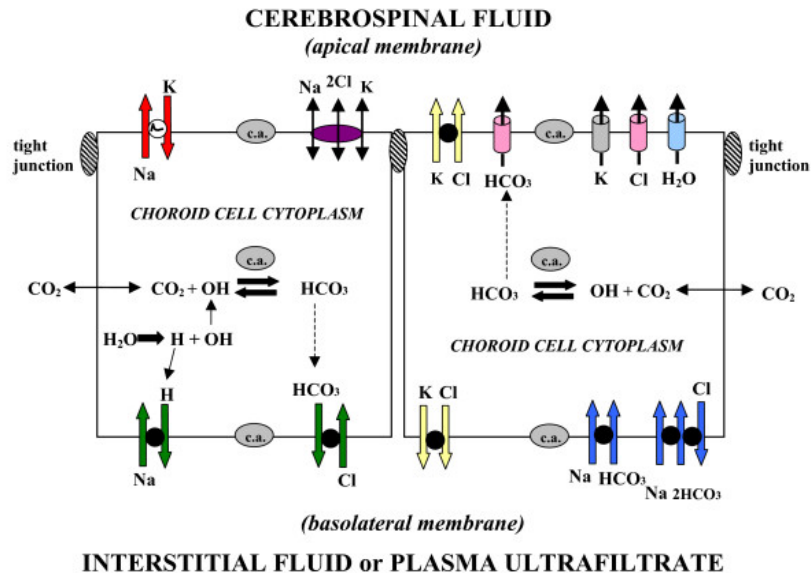 CEREBROSPINAL FLUID
(apical membrane)
K
Na 2Cl K
c.a.
c.a.
tight
junction
tight
junction
Na
K Cl
HCO₃
K
Cl
H₂O
CHOROID CELL CYTOPLASM
c.a.
c.a.
CO₂
CO₂ + OH
HCO₃
HCO₃
OH + CO₂
CO₂
H₂O
H + OH
CHOROID CELL CYTOPLASM
H
HCO₃
K Cl
Cl
c.a.
c.a.
Na
Cl
Na HCO₃
Na 2HCO₃
(basolateral membrane)
INTERSTITIAL FLUID or PLASMA ULTRAFILTRATE